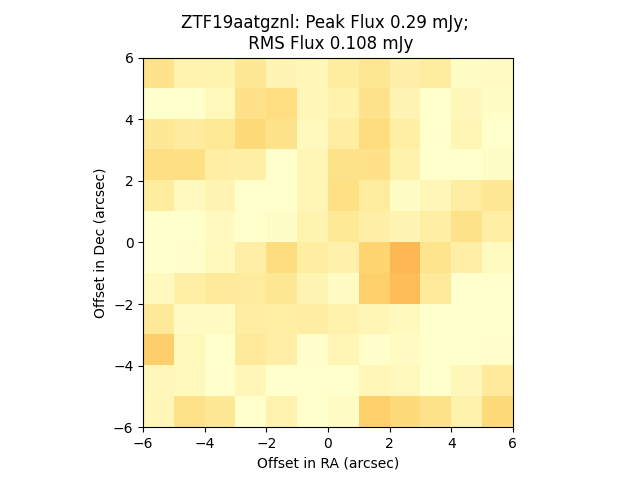 ZTF19aatgznl: Peak Flux 0.29 mJy;
RMS Flux 0.108 mJy
6
4
2
0
−2
−4
−6
Offset in Dec (arcsec)
−6 −4 −2 0 2 4 6
Offset in RA (arcsec)